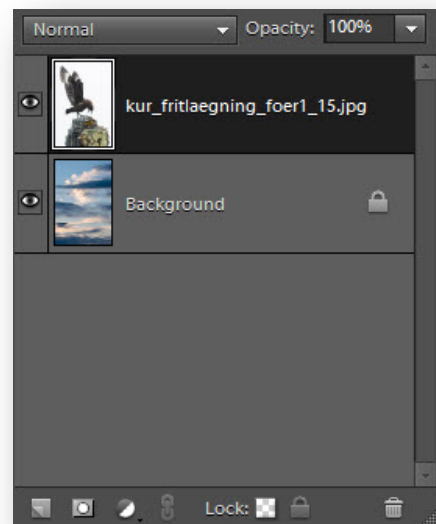 Normal Opacity: 100%
kur_fritlaegning_foer1_15.jpg
Background
Lock: